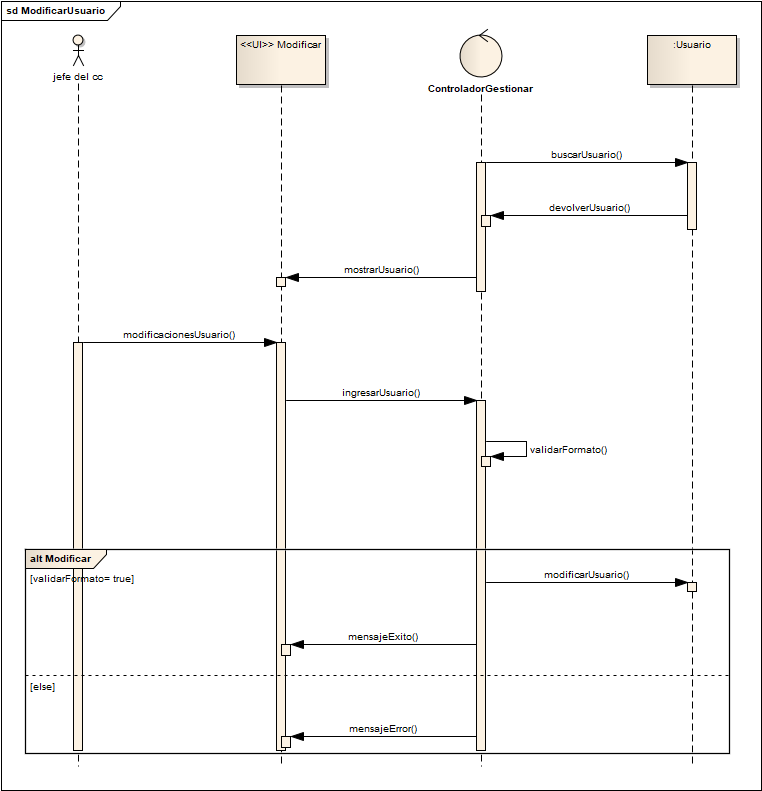 sd ModificarUsuario
jefe del cc
<<UI>> Modificar
ControladorGestionar
:Usuario
buscarUsuario()
devolverUsuario()
mostrarUsuario()
modificacionesUsuario()
ingresarUsuario()
validarFormato()
alt Modificar
[validarFormato= true]
modificarUsuario()
mensajeExito()
[else]
mensajeError()